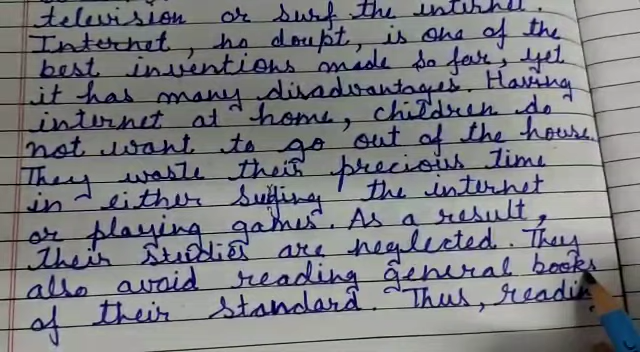 television or surf the internet.
Internet, no doubt, is one of the
best inventions made so far, yet
it has many disadvantages. Having
internet at home, children do
not want to go out of the house.
They waste their precious time
in either surfing the internet
or playing games. As a result,
their studies are neglected. They
also avoid reading general books
of their standard. Thus, readin